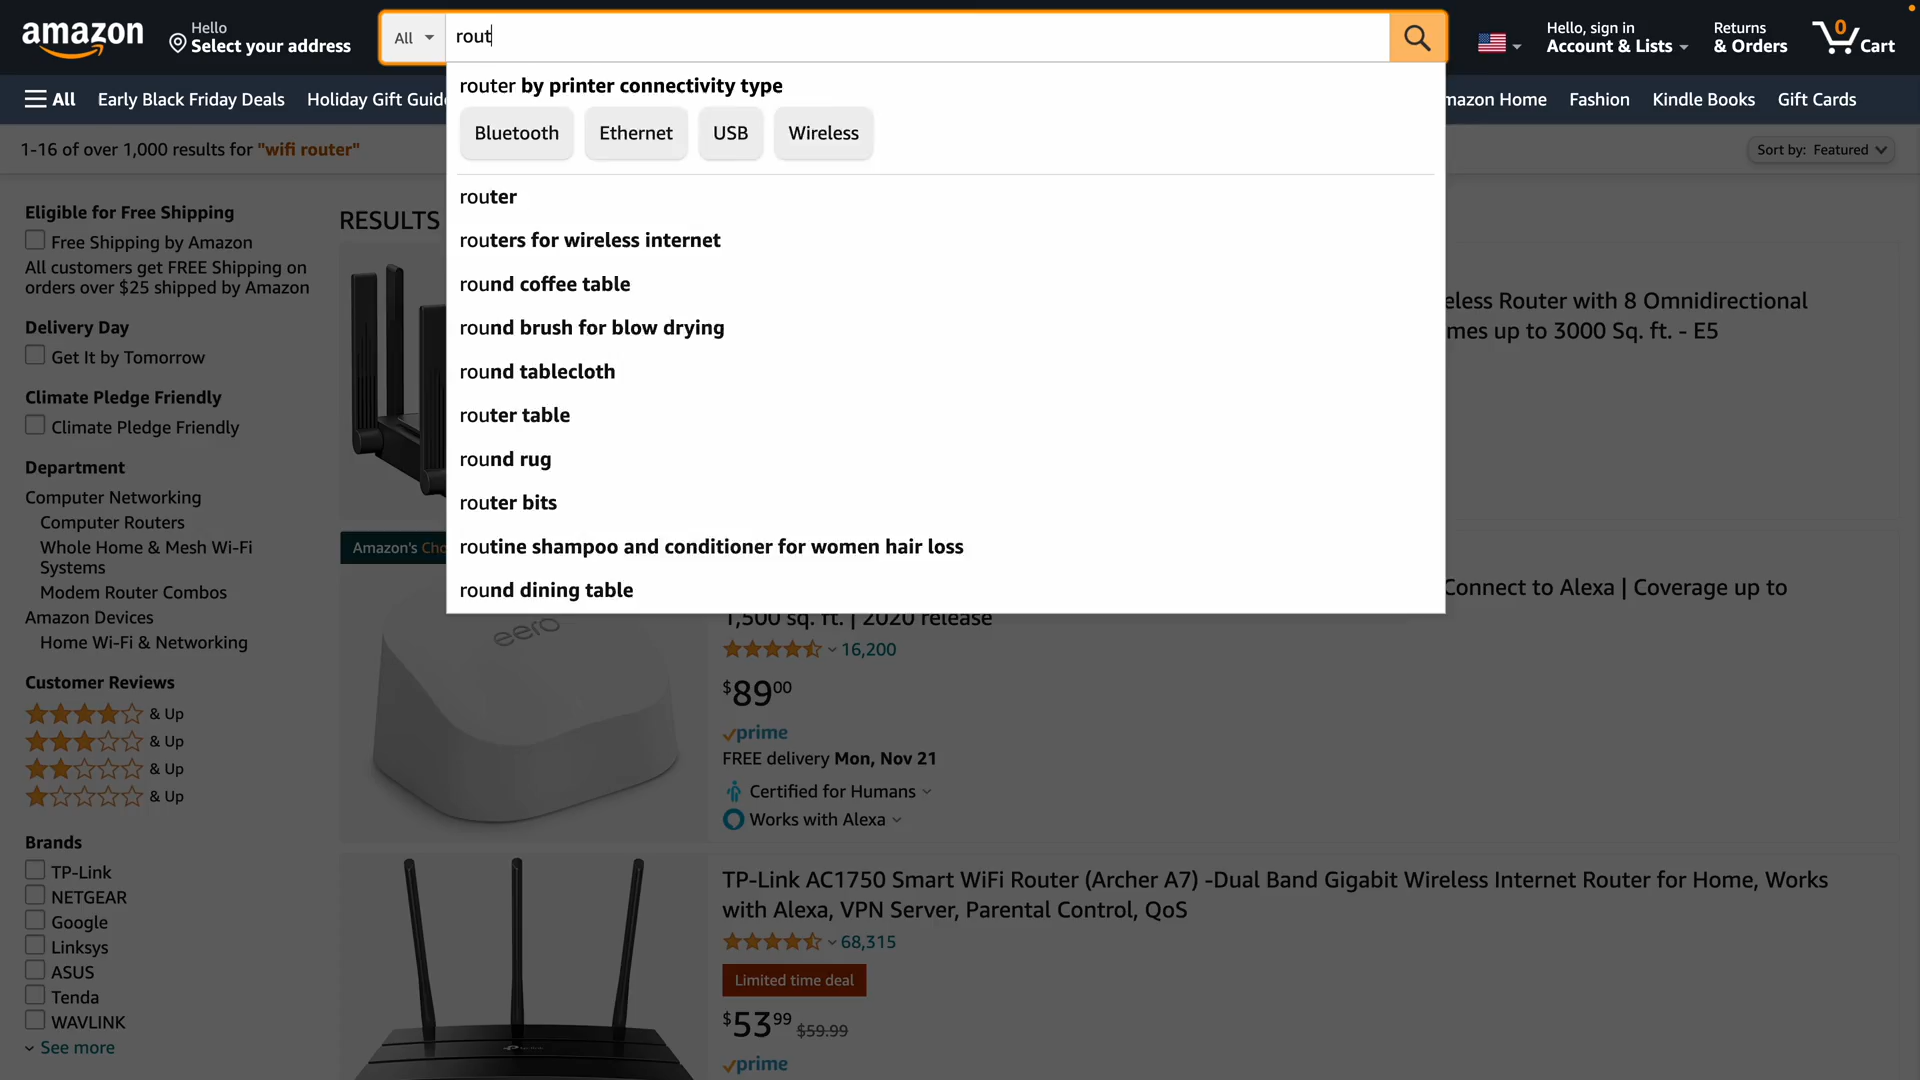 amazon
Hello
Select your address
All
rout
Hello, sign in
Account & Lists
Returns
& Orders
0
Cart
All
Early Black Friday Deals
Holiday Gift Guid
mazon Home
Fashion
Kindle Books
Gift Cards
router by printer connectivity type
Bluetooth
Ethernet
USB
Wireless
router
routers for wireless internet
round coffee table
round brush for blow drying
round tablecloth
router table
round rug
router bits
routine shampoo and conditioner for women hair loss
round dining table
1-16 of over 1,000 results for "wifi router"
Sort by: Featured
Eligible for Free Shipping
Free Shipping by Amazon
All customers get FREE Shipping on
orders over $25 shipped by Amazon
Delivery Day
Get It by Tomorrow
Climate Pledge Friendly
Climate Pledge Friendly
Department
Computer Networking
Computer Routers
Whole Home & Mesh Wi-Fi
Systems
Modem Router Combos
Amazon Devices
Home Wi-Fi & Networking
Customer Reviews
& Up
& Up
& Up
& Up
Brands
TP-Link
NETGEAR
Google
Linksys
ASUS
Tenda
WAVLINK
See more
RESULTS
eless Router with 8 Omnidirectional
mes up to 3000 Sq. ft. - E5
Amazon's Cho
eero
Connect to Alexa | Coverage up to
1,500 sq. ft. | 2020 release
16,200
$8900
prime
FREE delivery Mon, Nov 21
Certified for Humans
Works with Alexa
TP-Link AC1750 Smart WiFi Router (Archer A7) -Dual Band Gigabit Wireless Internet Router for Home, Works
with Alexa, VPN Server, Parental Control, QoS
68,315
Limited time deal
$5399 $59.99
prime